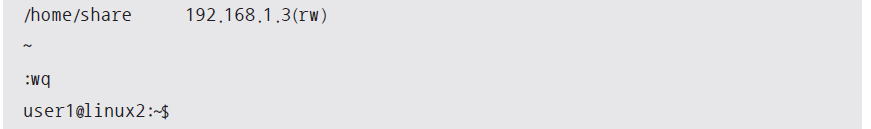 /home/share 192.168.1.3(rw)
~
:wq
user1@linux2:~$